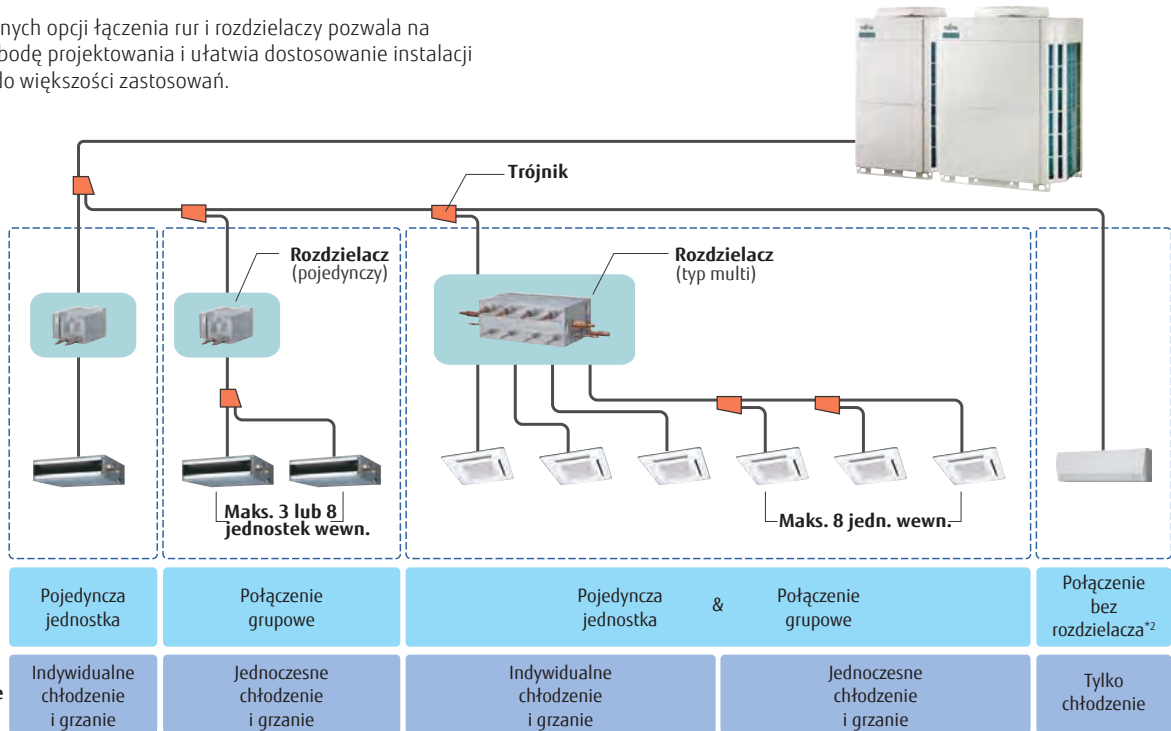 nych opcji łączenia rur i rozdzielaczy pozwala na
bodę projektowania i ułatwia dostosowanie instalacji
do większości zastosowań.
Trójnik
Rozdzielacz
(pojedynczy)
Rozdzielacz
(typ multi)
Maks. 3 lub 8
jednostek wewn.
Maks. 8 jedn. wewn.
Pojedyncza
jednostka
Połączenie
grupowe
Pojedyncza
jednostka
&
Połączenie
grupowe
Połączenie
bez
rozdzielacza*2
e
Indywidualne
chłodzenie
i grzanie
Jednoczesne
chłodzenie
i grzanie
Indywidualne
chłodzenie
i grzanie
Jednoczesne
chłodzenie
i grzanie
Tylko
chłodzenie